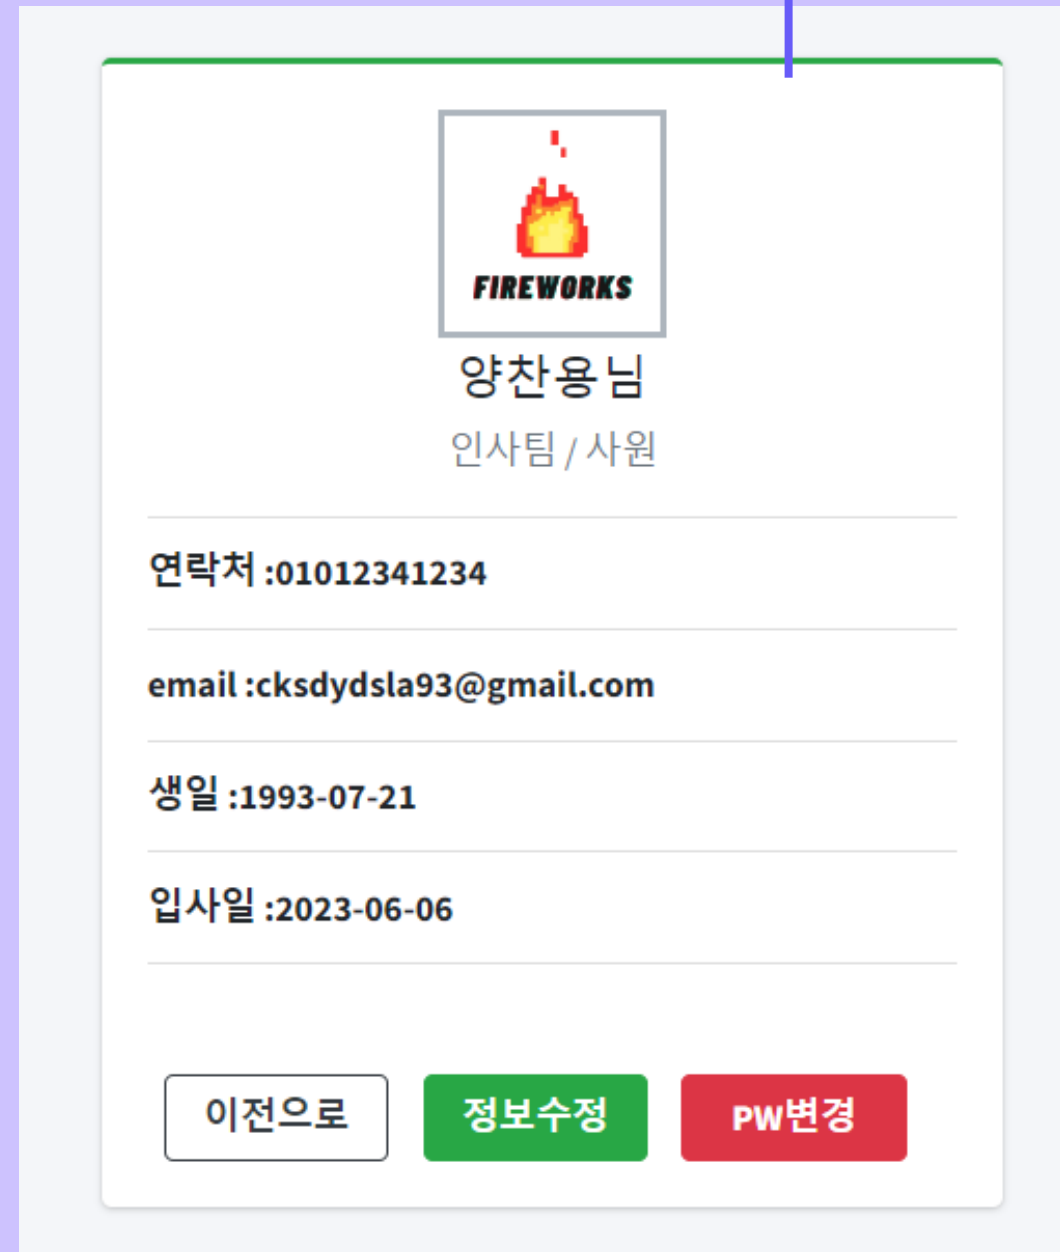 FIREWORKS
양찬용님
인사팀 / 사원
연락처 :01012341234
email :cksdydsla93@gmail.com
생일 :1993-07-21
입사일 :2023-06-06
이전으로 정보수정 PW변경